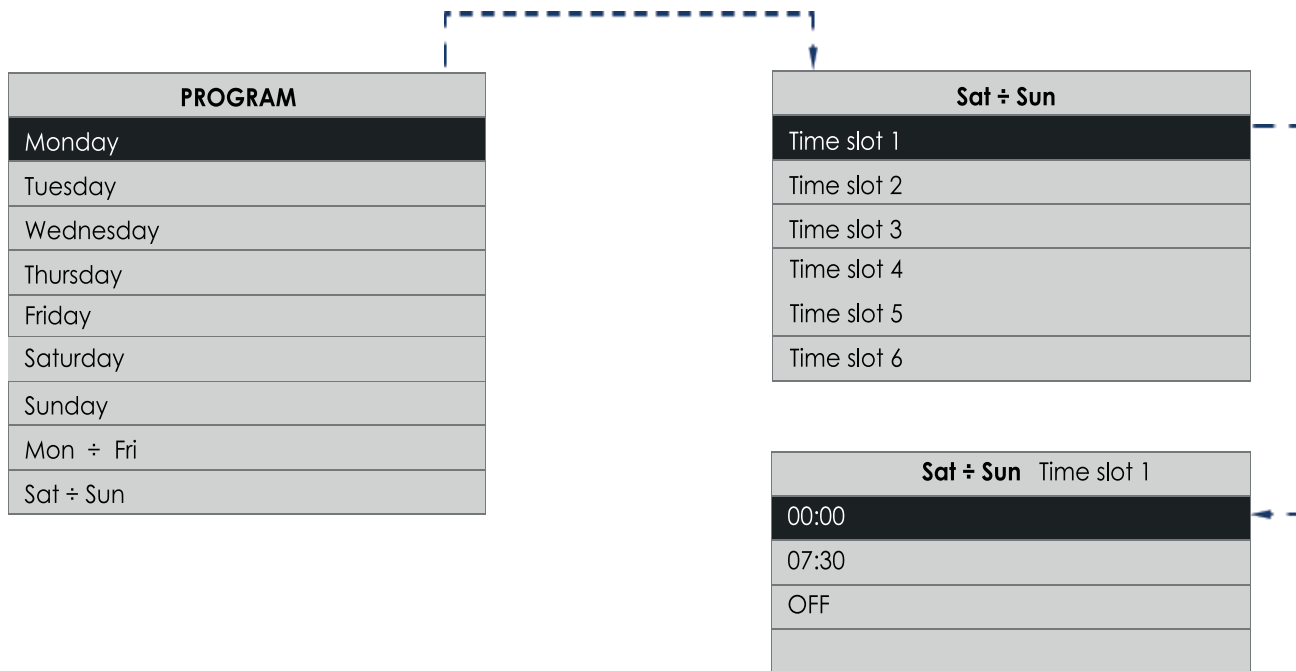 PROGRAM
Monday
Tuesday
Wednesday
Thursday
Friday
Saturday
Sunday
Mon ÷ Fri
Sat ÷ Sun
Sat ÷ Sun
Time slot 1
Time slot 2
Time slot 3
Time slot 4
Time slot 5
Time slot 6
Sat ÷ Sun Time slot 1
00:00
07:30
OFF